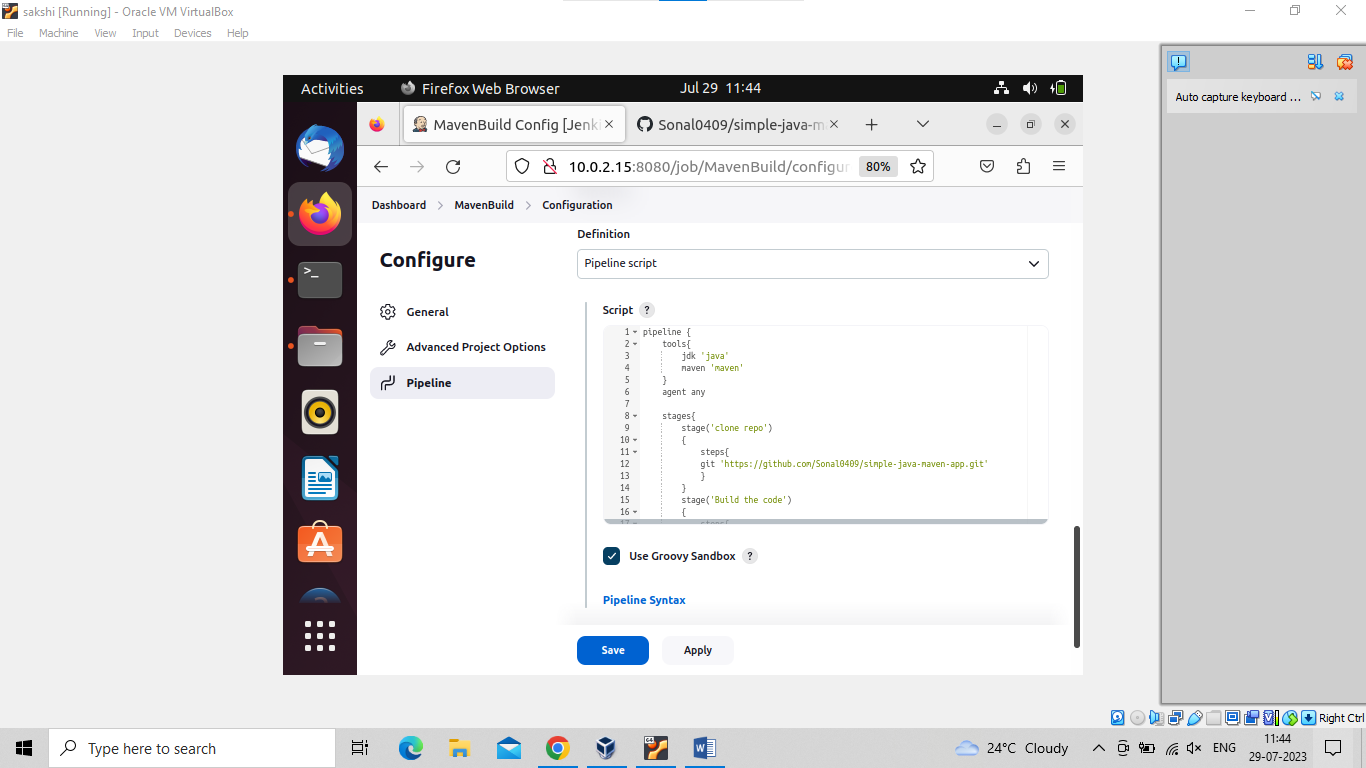 sakshi [Running] - Oracle VM VirtualBox
File Machine View Input Devices Help
Auto capture keyboard ...
Activities Firefox Web Browser Jul 29 11:44
MavenBuild Config [Jenki
Sonal0409/simple-java-m
10.0.2.15:8080/job/MavenBuild/configur 80%
Dashboard MavenBuild Configuration
Configure
General
Advanced Project Options
Pipeline
Definition
Pipeline script
Script ?
1 pipeline {
2 tools{
3 jdk 'java'
4 maven 'maven'
5 }
6 agent any
7
8 stages{
9 stage('clone repo')
10 {
11 steps{
12 git 'https://github.com/Sonal0409/simple-java-maven-app.git'
13 }
14 }
15 stage('Build the code')
16 {
17 steps{
Use Groovy Sandbox ?
Pipeline Syntax
Save Apply
Right Ctrl
Type here to search
24°C Cloudy
ENG
11:44
29-07-2023